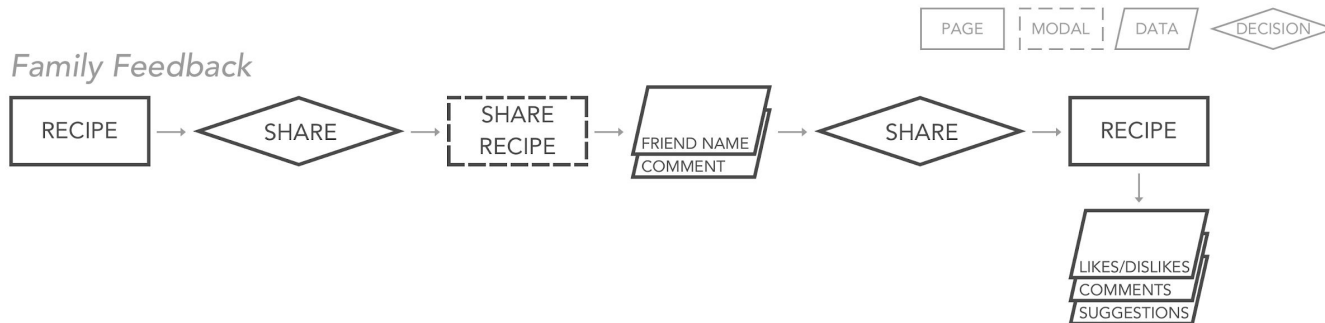 PAGE
MODAL
DATA
DECISION
Family Feedback
RECIPE
SHARE
SHARE
RECIPE
FRIEND NAME
COMMENT
SHARE
RECIPE
LIKES/DISLIKES
COMMENTS
SUGGESTIONS